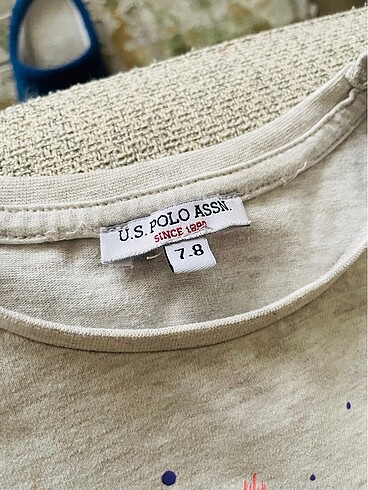 U.S. POLO ASSN.
SINCE 1890
7-8